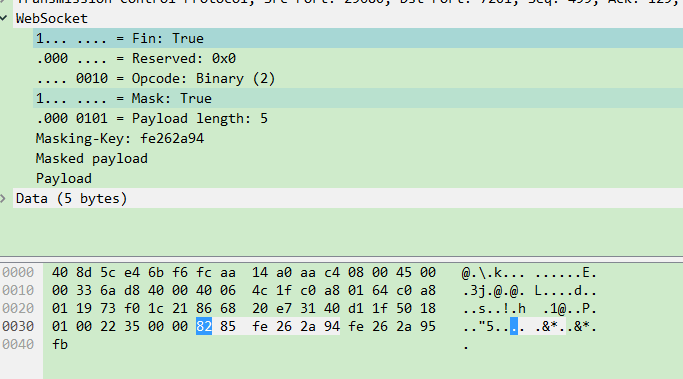 Transmission Control Protocol, Src Port: 29680, Dst Port: 7201, Seq: 499, Ack: 129,
WebSocket
1... .... = Fin: True
.000 .... = Reserved: 0x0
.... 0010 = Opcode: Binary (2)
1... .... = Mask: True
.000 0101 = Payload length: 5
Masking-Key: fe262a94
Masked payload
Payload
Data (5 bytes)
0000 40 8d 5c e4 6b f6 fc aa 14 a0 aa c4 08 00 45 00 @.\.k... ......E.
0010 00 33 6a d8 40 00 40 06 4c 1f c0 a8 01 64 c0 a8 .3j.@.@. L....d..
0020 01 19 73 f0 1c 21 86 68 20 e7 31 40 d1 1f 50 18 ..s..!.h .1@..P.
0030 01 00 22 35 00 00 82 85 fe 26 2a 94 fe 26 2a 95 .."5.... .&*..&*.
0040 fb .